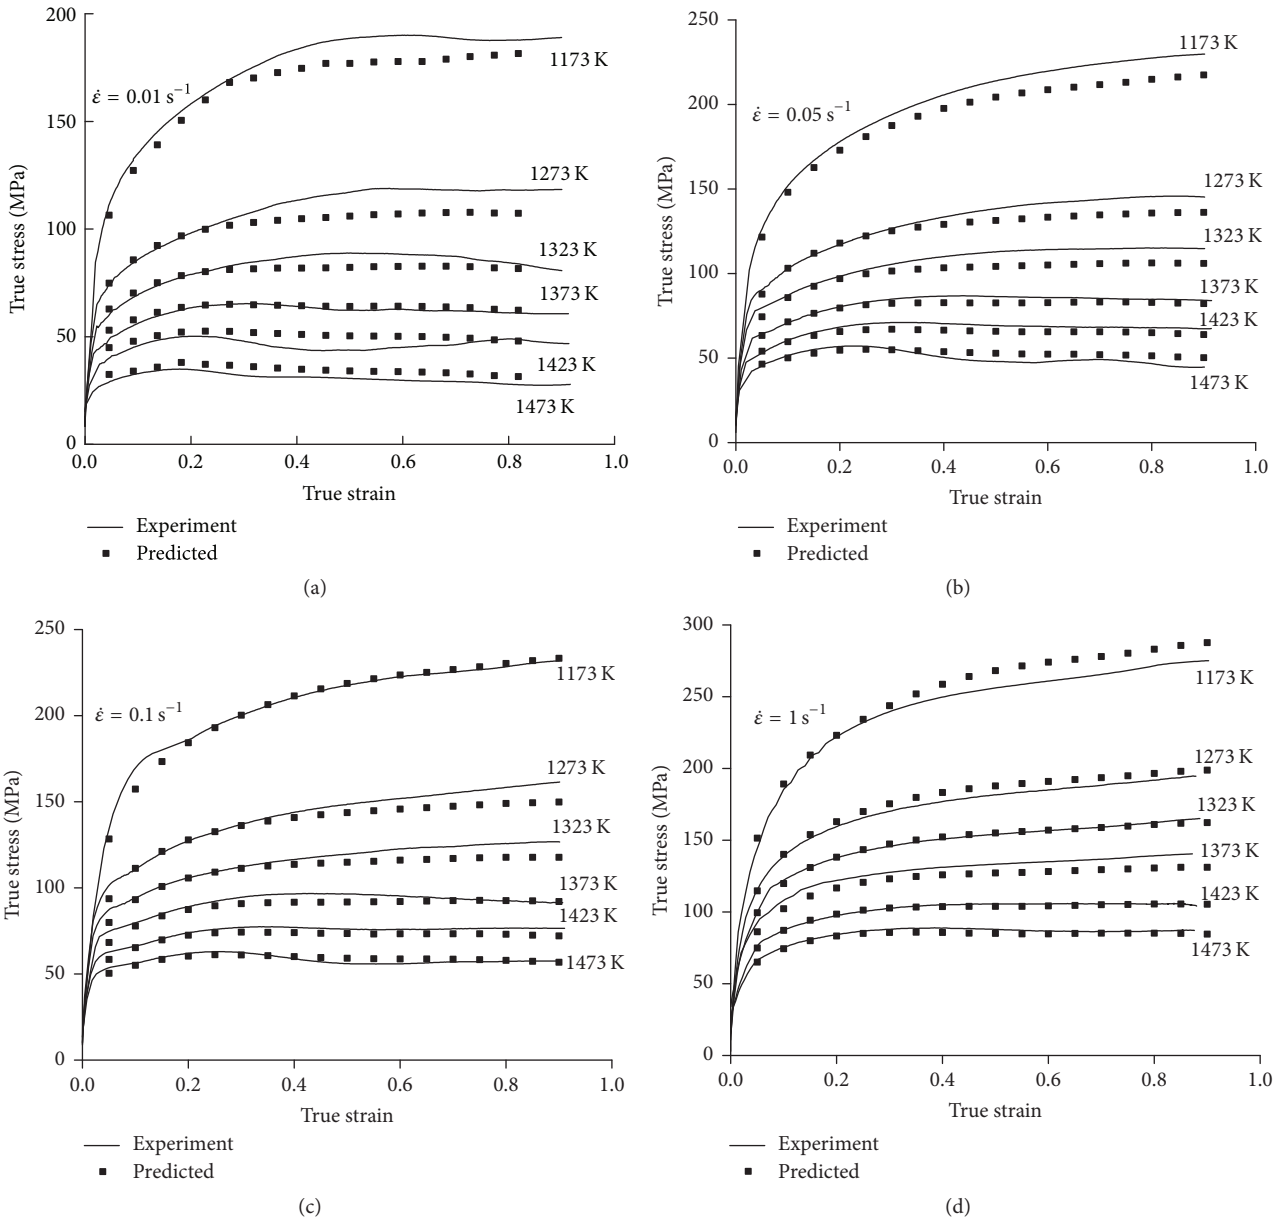 200
150
100
50
0
0.0 0.2 0.4 0.6 0.8 1.0
True stress (MPa)
True strain
ε̇ = 0.01 s⁻¹
1173 K
1273 K
1323 K
1373 K
1423 K
1473 K
Experiment
Predicted
(a)
250
200
150
100
50
0
0.0 0.2 0.4 0.6 0.8 1.0
True stress (MPa)
True strain
ε̇ = 0.05 s⁻¹
1173 K
1273 K
1323 K
1373 K
1423 K
1473 K
Experiment
Predicted
(b)
250
200
150
100
50
0
0.0 0.2 0.4 0.6 0.8 1.0
True stress (MPa)
True strain
ε̇ = 0.1 s⁻¹
1173 K
1273 K
1323 K
1373 K
1423 K
1473 K
Experiment
Predicted
(c)
300
250
200
150
100
50
0
0.0 0.2 0.4 0.6 0.8 1.0
True stress (MPa)
True strain
ε̇ = 1 s⁻¹
1173 K
1273 K
1323 K
1373 K
1423 K
1473 K
Experiment
Predicted
(d)